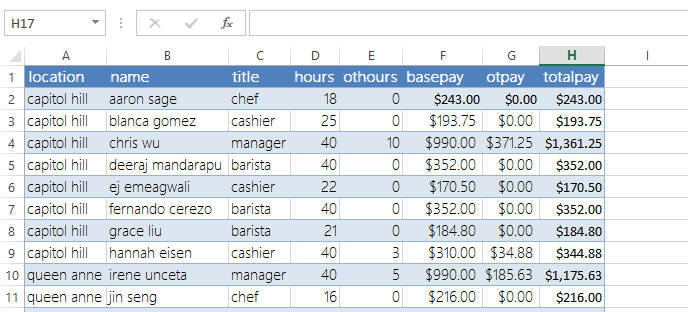 H17 fx
A B C D E F G H I
1 location name title hours othours basepay otpay totalpay
2 capitol hill aaron sage chef 18 0 $243.00 $0.00 $243.00
3 capitol hill blanca gomez cashier 25 0 $193.75 $0.00 $193.75
4 capitol hill chris wu manager 40 10 $990.00 $371.25 $1,361.25
5 capitol hill deeraj mandarapu barista 40 0 $352.00 $0.00 $352.00
6 capitol hill ej emeagwali cashier 22 0 $170.50 $0.00 $170.50
7 capitol hill fernando cerezo barista 40 0 $352.00 $0.00 $352.00
8 capitol hill grace liu barista 21 0 $184.80 $0.00 $184.80
9 capitol hill hannah eisen cashier 40 3 $310.00 $34.88 $344.88
10 queen anne irene unceta manager 40 5 $990.00 $185.63 $1,175.63
11 queen anne jin seng chef 16 0 $216.00 $0.00 $216.00